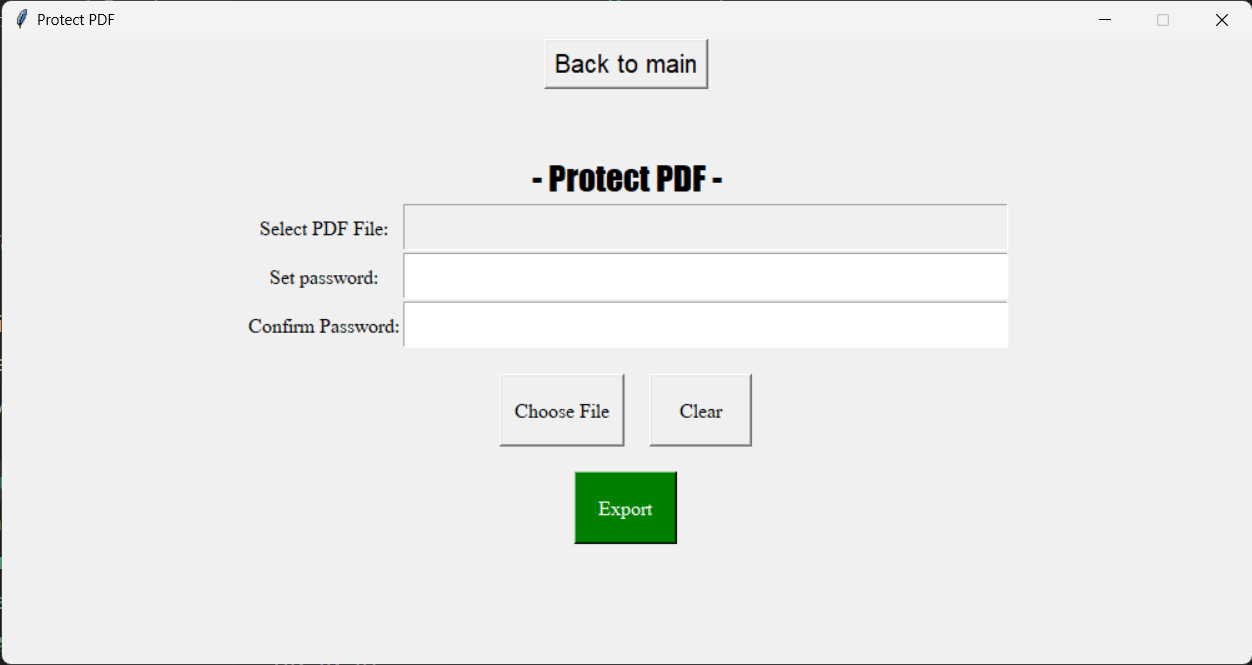 Protect PDF
Back to main
- Protect PDF -
Select PDF File:
Set password:
Confirm Password:
Choose File Clear
Export